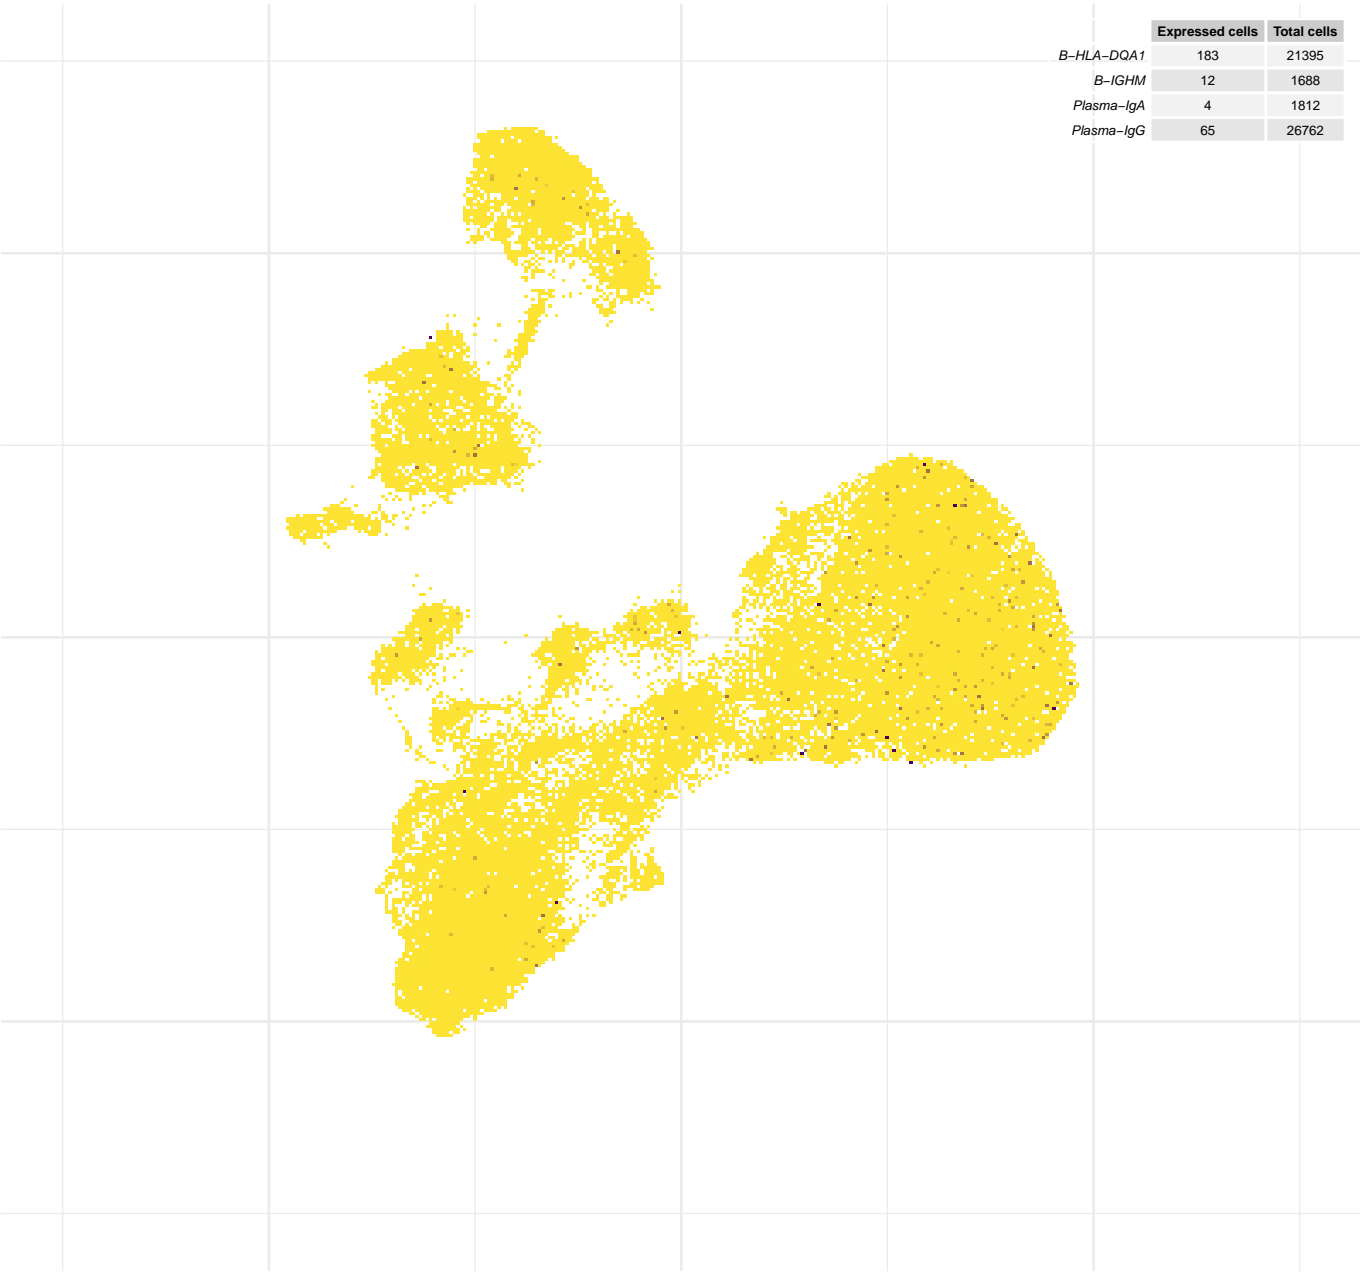 Expressed cells Total cells
B−HLA−DQA1 183 21395
B−IGHM 12 1688
Plasma−IgA 4 1812
Plasma−IgG 65 26762